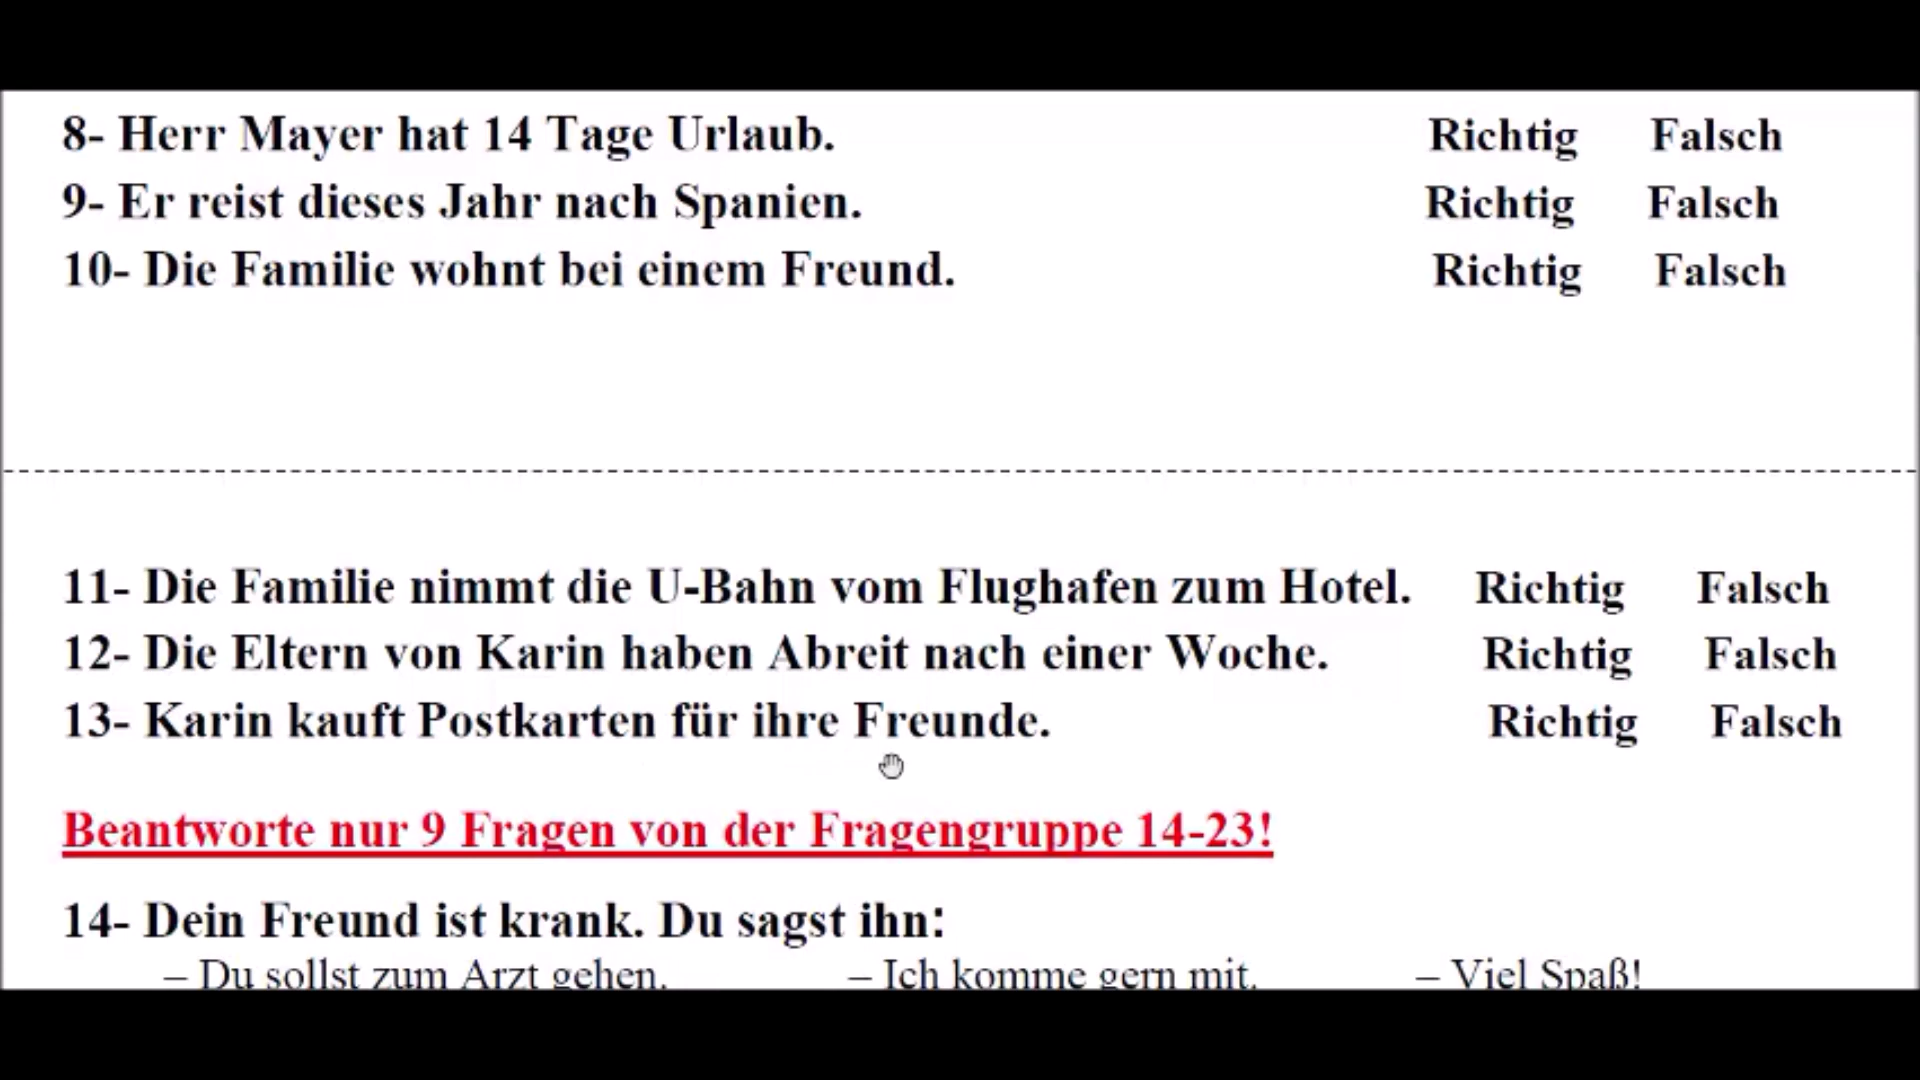 8- Herr Mayer hat 14 Tage Urlaub. Richtig Falsch
9- Er reist dieses Jahr nach Spanien. Richtig Falsch
10- Die Familie wohnt bei einem Freund. Richtig Falsch
11- Die Familie nimmt die U-Bahn vom Flughafen zum Hotel. Richtig Falsch
12- Die Eltern von Karin haben Abreit nach einer Woche. Richtig Falsch
13- Karin kauft Postkarten für ihre Freunde. Richtig Falsch
Beantworte nur 9 Fragen von der Fragengruppe 14-23!
14- Dein Freund ist krank. Du sagst ihn:
– Du sollst zum Arzt gehen. – Ich komme gern mit. – Viel Spaß!